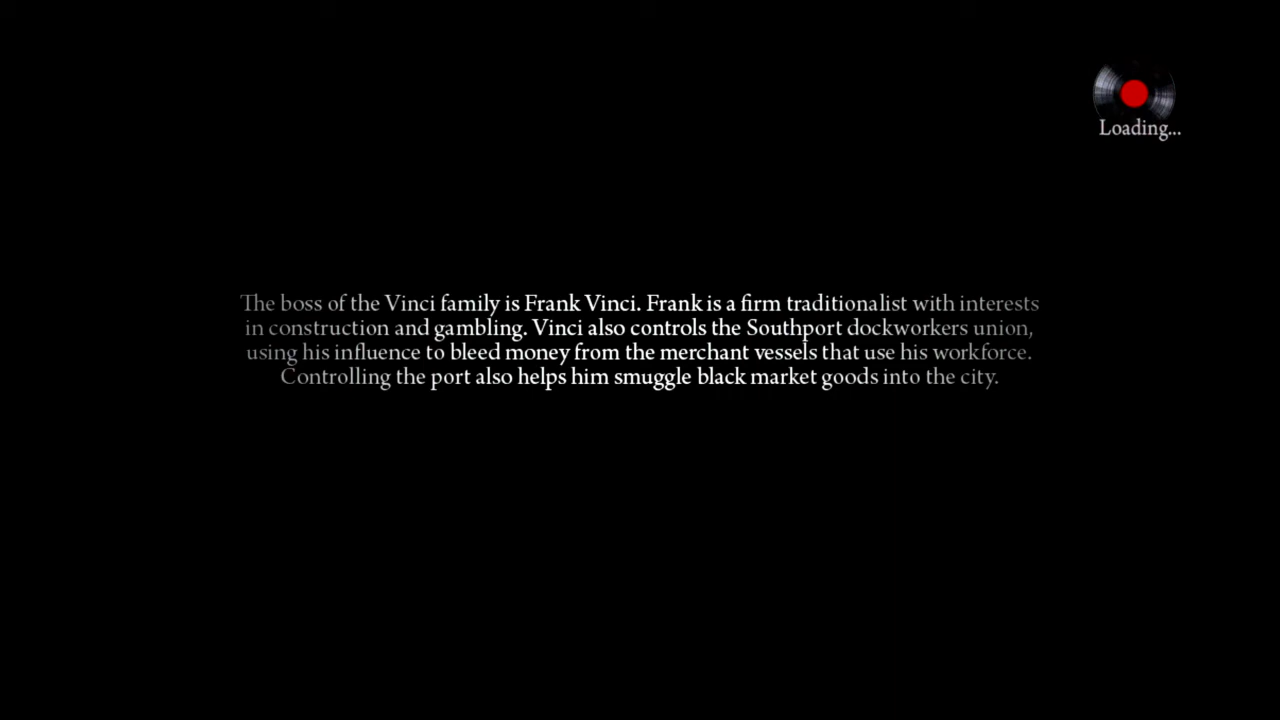 Loading...
The boss of the Vinci family is Frank Vinci. Frank is a firm traditionalist with interests
in construction and gambling. Vinci also controls the Southport dockworkers union,
using his influence to bleed money from the merchant vessels that use his workforce.
Controlling the port also helps him smuggle black market goods into the city.